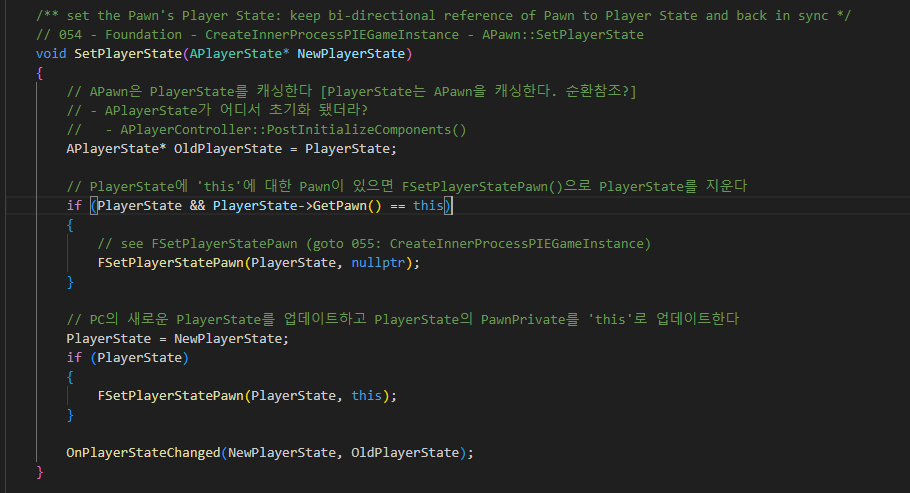 /** set the Pawn's Player State: keep bi-directional reference of Pawn to Player State and back in sync */
// 054 - Foundation - CreateInnerProcessPIEGameInstance - APawn::SetPlayerState
void SetPlayerState(APlayerState* NewPlayerState)
{
// APawn은 PlayerState를 캐싱한다 [PlayerState는 APawn을 캐싱한다. 순환참조?]
// - APlayerState가 어디서 초기화 됐더라?
//   - APlayerController::PostInitializeComponents()
APlayerState* OldPlayerState = PlayerState;
// PlayerState에 'this'에 대한 Pawn이 있으면 FSetPlayerStatePawn()으로 PlayerState를 지운다
if (PlayerState && PlayerState->GetPawn() == this)
{
// see FSetPlayerStatePawn (goto 055: CreateInnerProcessPIEGameInstance)
FSetPlayerStatePawn(PlayerState, nullptr);
}
// PC의 새로운 PlayerState를 업데이트하고 PlayerState의 PawnPrivate를 'this'로 업데이트한다
PlayerState = NewPlayerState;
if (PlayerState)
{
FSetPlayerStatePawn(PlayerState, this);
}
OnPlayerStateChanged(NewPlayerState, OldPlayerState);
}